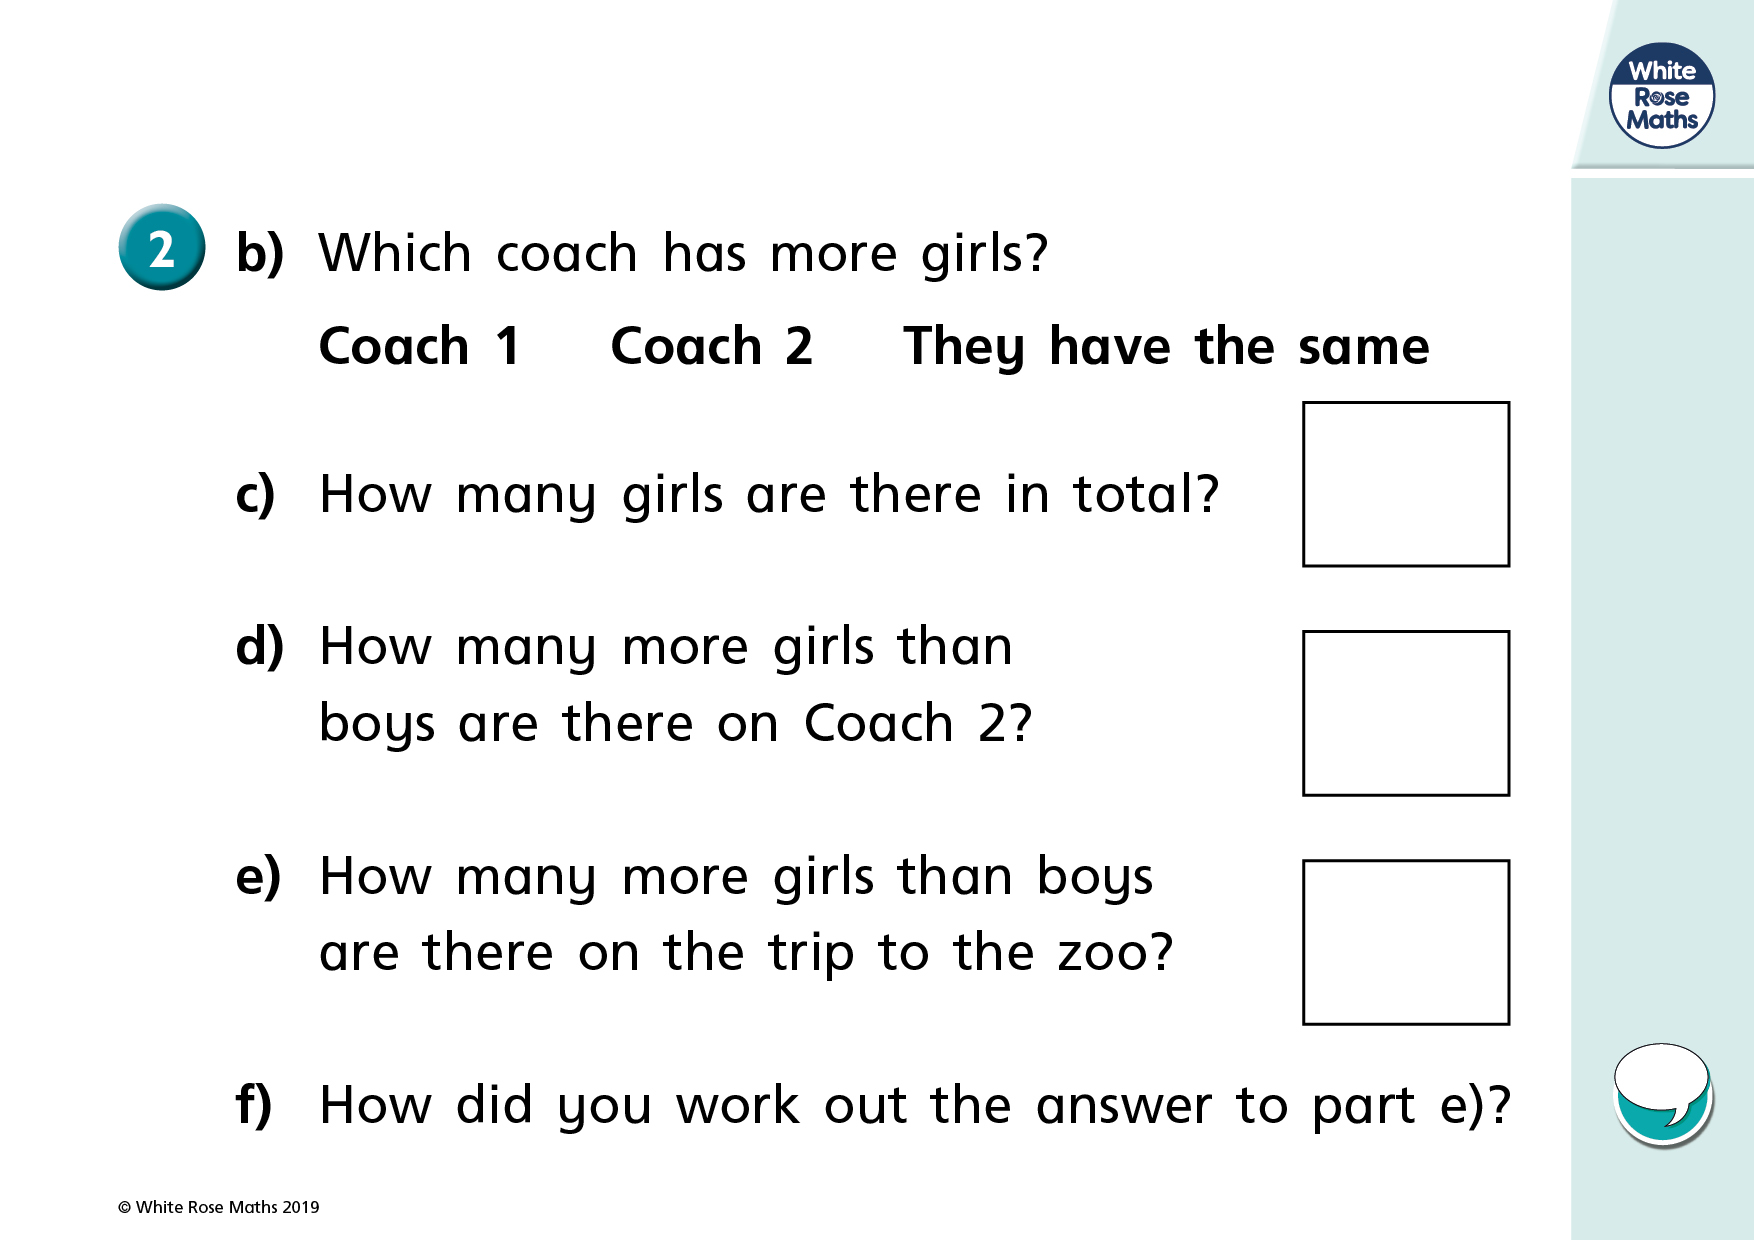 White
Rose
Maths
2 b) Which coach has more girls?
Coach 1 Coach 2 They have the same
c) How many girls are there in total?
d) How many more girls than
boys are there on Coach 2?
e) How many more girls than boys
are there on the trip to the zoo?
f) How did you work out the answer to part e)?
© White Rose Maths 2019